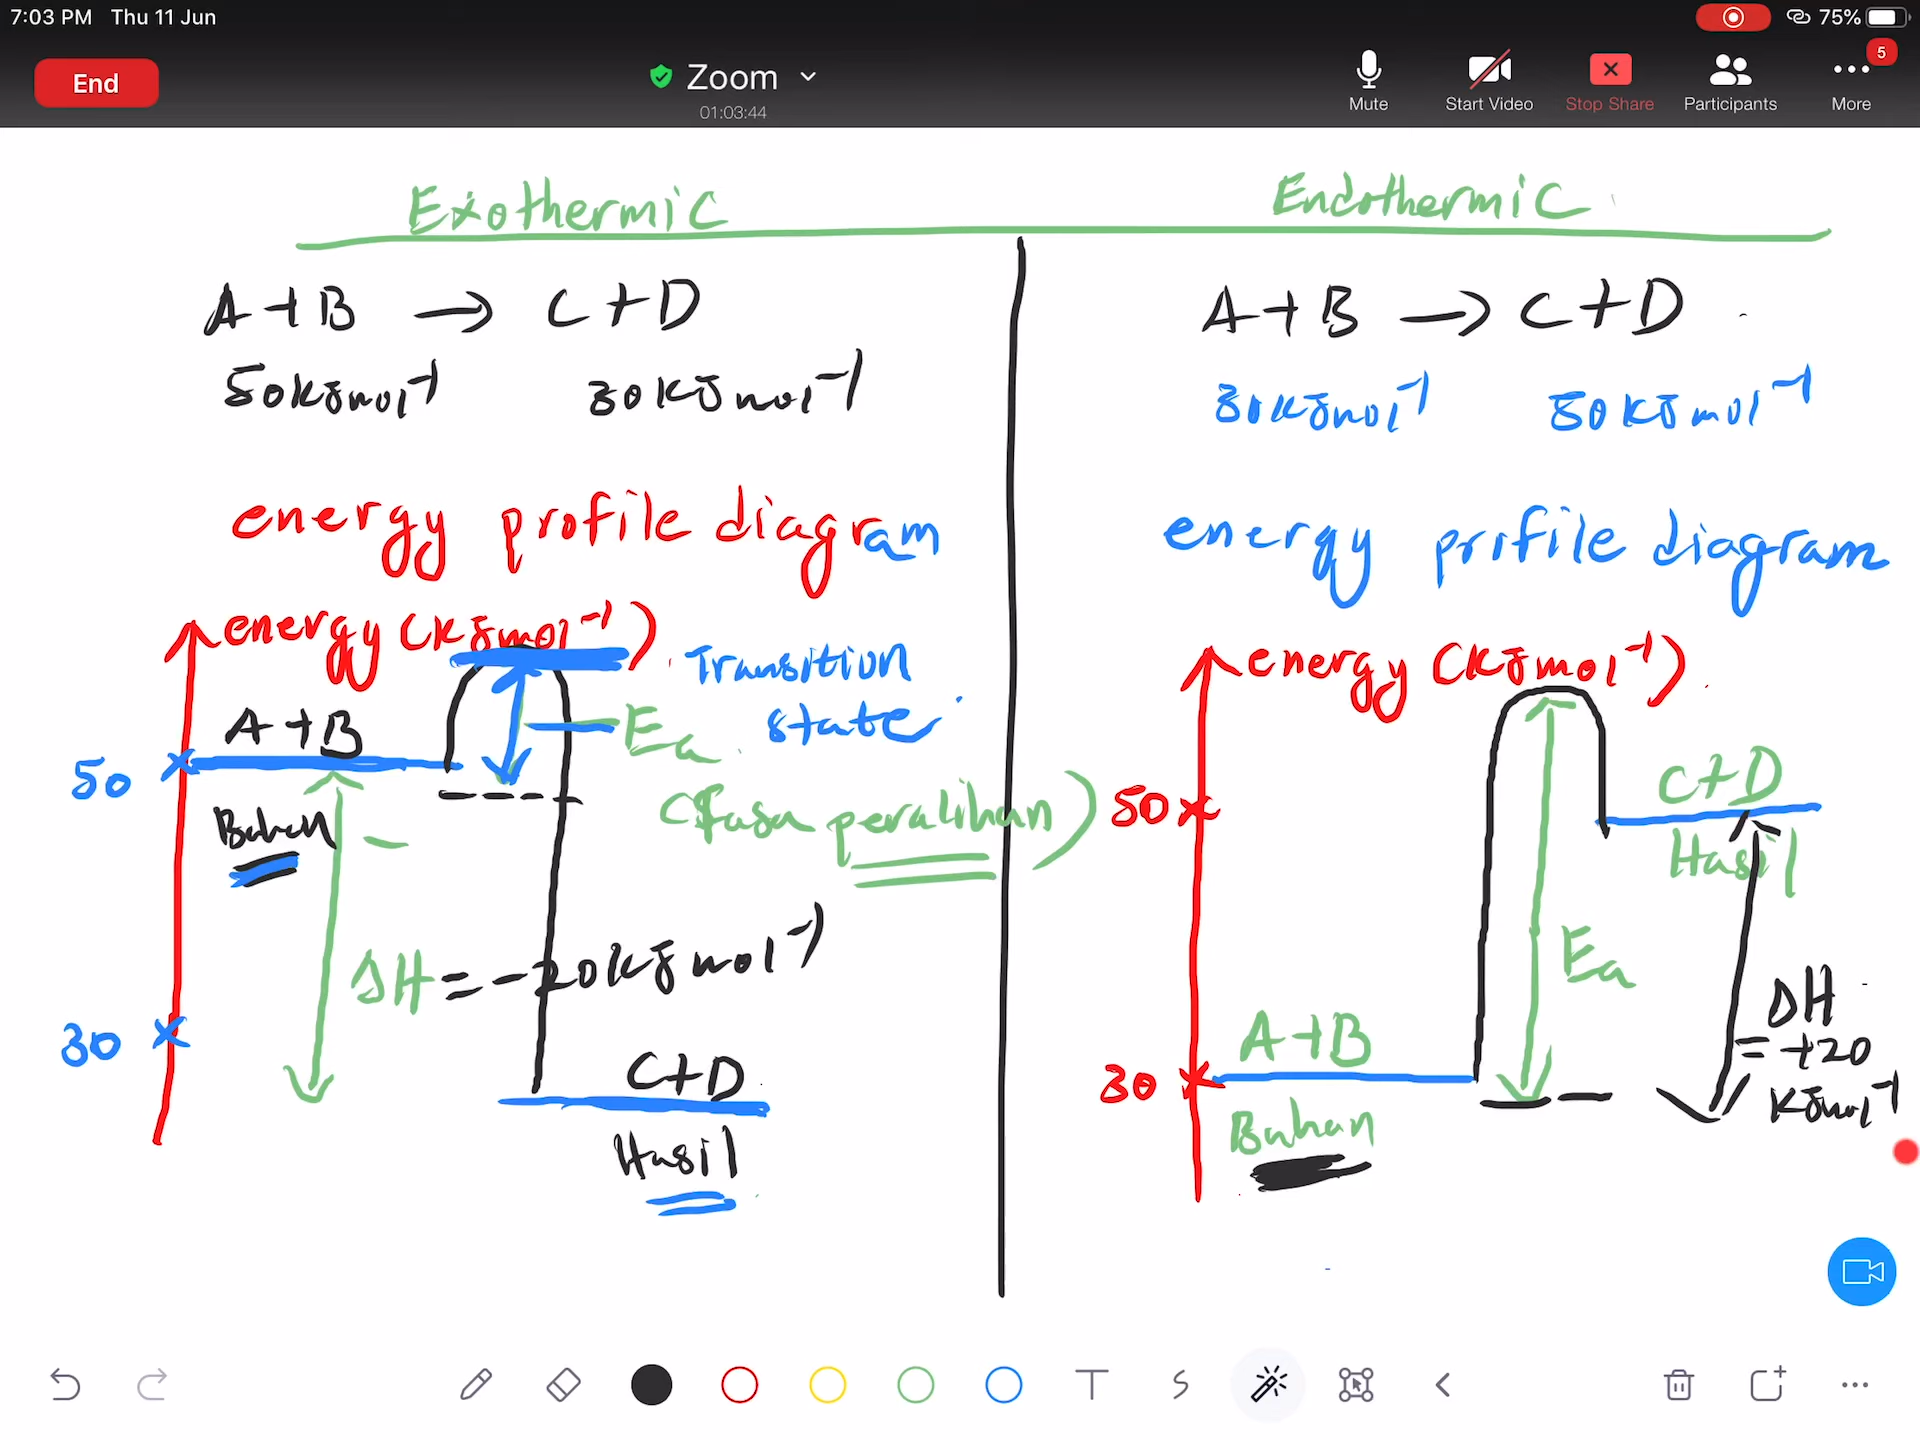 7:03 PM Thu 11 Jun
75%
End
Zoom
01:03:44
Mute
Start Video
Stop Share
Participants
5
More
Exothermic
A+B → C+D
50kJmol⁻¹ 30kJmol⁻¹
energy profile diagram
energy (kJmol⁻¹)
Transition
state
A+B
Ea
50
Bahan
(Fasa peralihan)
ΔH = -20kJmol⁻¹
30
C+D
Hasil
Endothermic
A+B → C+D
30kJmol⁻¹ 50kJmol⁻¹
energy profile diagram
energy (kJmol⁻¹)
C+D
50
Hasil
Ea
ΔH
= +20
kJmol⁻¹
A+B
30
Bahan
T